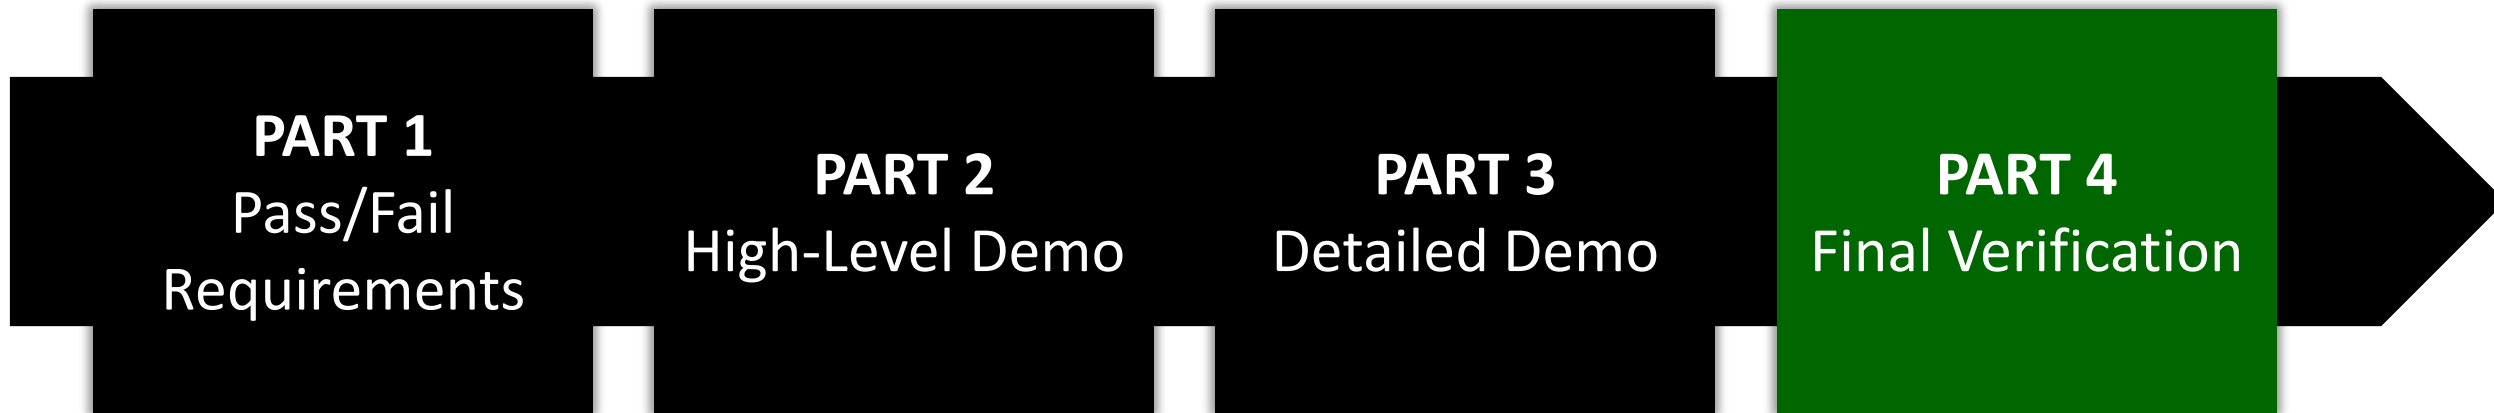 PART 1
Pass/Fail
Requirements
PART 2
High-Level Demo
PART 3
Detailed Demo
PART 4
Final Verification